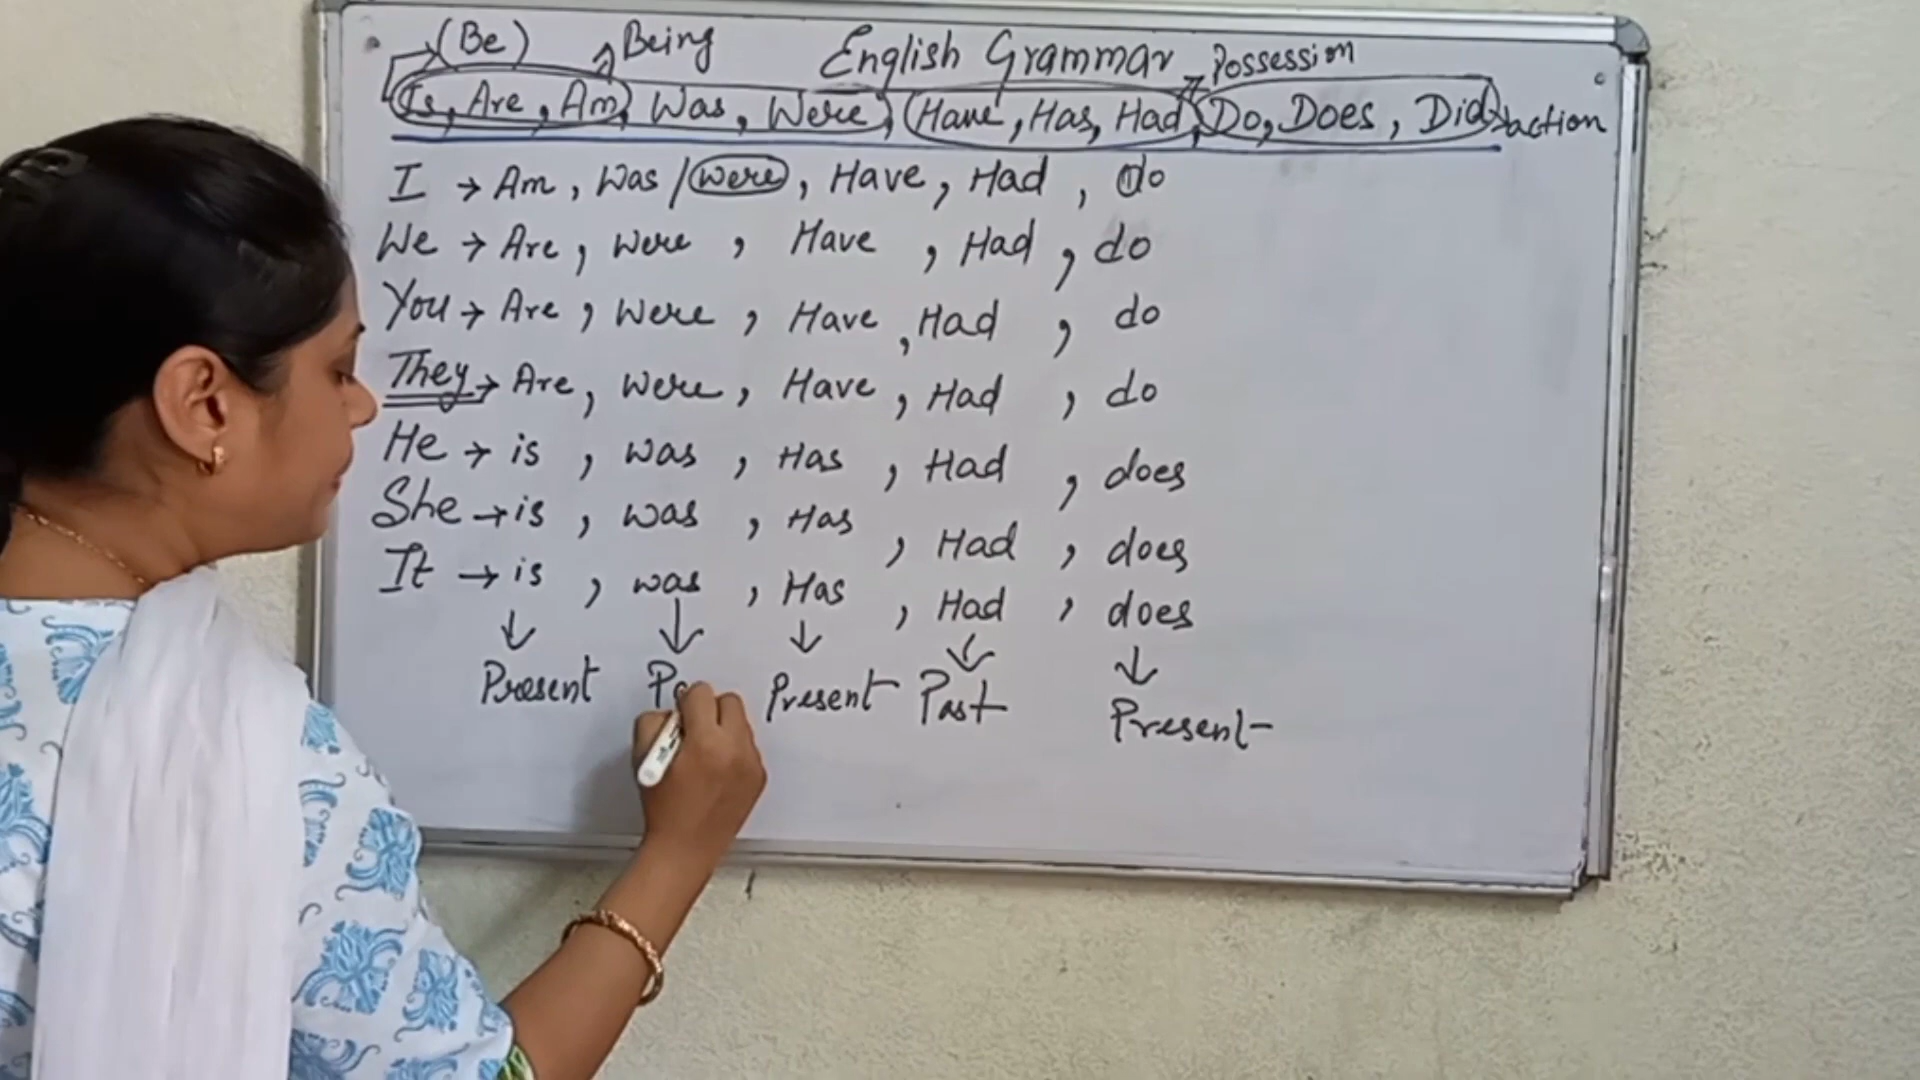 (Be) Being English Grammar Possession
Is, Are, Am, Was, Were, (Have, Has, Had, Do, Does, Did action
I → Am, Was / were, Have, Had, do
We → Are, Were, Have, Had, do
You → Are, Were, Have, Had, do
They → Are, Were, Have, Had, do
He → is, was, Has, Had, does
She → is, was, Has, Had, does
It → is, was, Has, Had, does
Present Pa Present Past Present